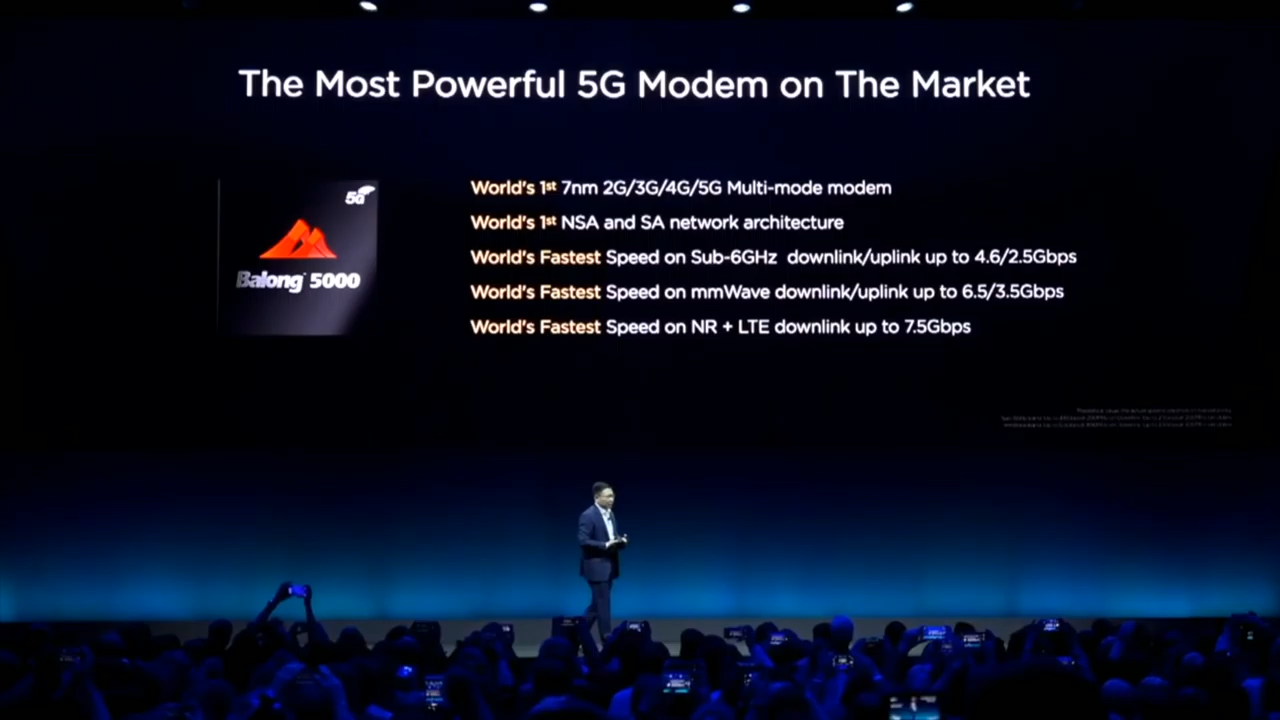 The Most Powerful 5G Modem on The Market
5G
Balong 5000
World's 1st 7nm 2G/3G/4G/5G Multi-mode modem
World's 1st NSA and SA network architecture
World's Fastest Speed on Sub-6GHz downlink/uplink up to 4.6/2.5Gbps
World's Fastest Speed on mmWave downlink/uplink up to 6.5/3.5Gbps
World's Fastest Speed on NR + LTE downlink up to 7.5Gbps